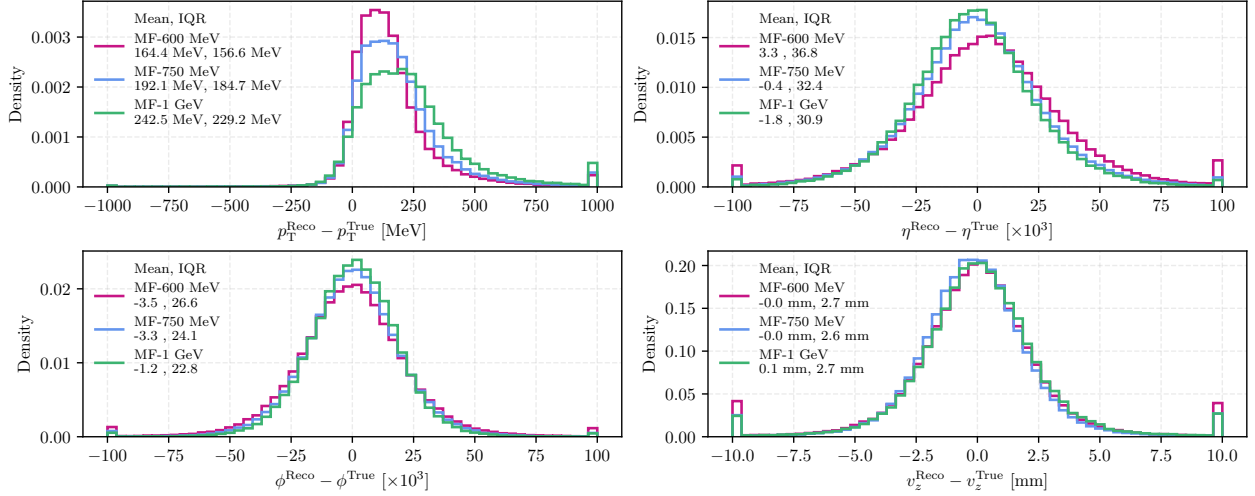 Mean, IQR
MF-600 MeV
164.4 MeV, 156.6 MeV
MF-750 MeV
192.1 MeV, 184.7 MeV
MF-1 GeV
242.5 MeV, 229.2 MeV
Density
0.003
0.002
0.001
0.000
−1000
−750
−500
−250
0
250
500
750
1000
p_T^Reco − p_T^True [MeV]
Mean, IQR
MF-600 MeV
3.3 , 36.8
MF-750 MeV
-0.4 , 32.4
MF-1 GeV
-1.8 , 30.9
Density
0.015
0.010
0.005
0.000
−100
−75
−50
−25
0
25
50
75
100
η^Reco − η^True [×10^3]
Mean, IQR
MF-600 MeV
-3.5 , 26.6
MF-750 MeV
-3.3 , 24.1
MF-1 GeV
-1.2 , 22.8
Density
0.02
0.01
0.00
−100
−75
−50
−25
0
25
50
75
100
ϕ^Reco − ϕ^True [×10^3]
Mean, IQR
MF-600 MeV
-0.0 mm, 2.7 mm
MF-750 MeV
-0.0 mm, 2.6 mm
MF-1 GeV
0.1 mm, 2.7 mm
Density
0.20
0.15
0.10
0.05
0.00
−10.0
−7.5
−5.0
−2.5
0.0
2.5
5.0
7.5
10.0
v_z^Reco − v_z^True [mm]